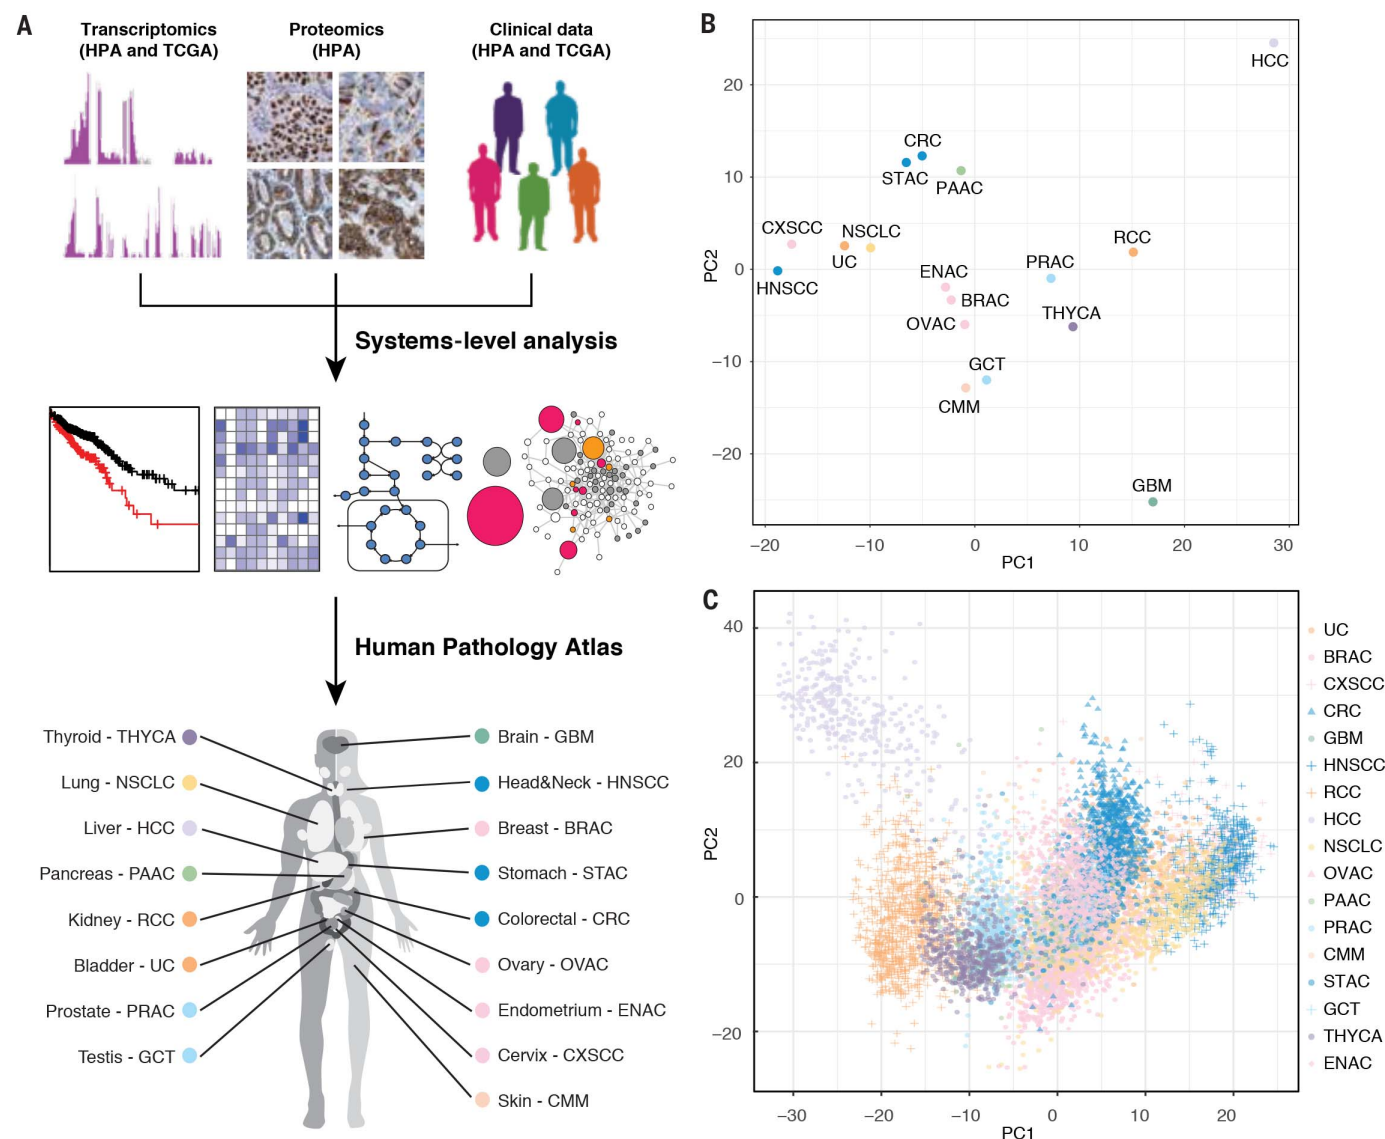 A
Transcriptomics
(HPA and TCGA)
Proteomics
(HPA)
Clinical data
(HPA and TCGA)
Systems-level analysis
Human Pathology Atlas
Thyroid - THYCA
Lung - NSCLC
Liver - HCC
Pancreas - PAAC
Kidney - RCC
Bladder - UC
Prostate - PRAC
Testis - GCT
Brain - GBM
Head&Neck - HNSCC
Breast - BRAC
Stomach - STAC
Colorectal - CRC
Ovary - OVAC
Endometrium - ENAC
Cervix - CXSCC
Skin - CMM
B
PC2
20
10
0
−10
−20
HCC
CRC
STAC
PAAC
CXSCC
NSCLC
UC
HNSCC
RCC
PRAC
ENAC
BRAC
OVAC
THYCA
GCT
CMM
GBM
−20
−10
0
10
20
30
PC1
C
PC2
40
20
0
−20
−30
−20
−10
0
10
20
PC1
UC
BRAC
CXSCC
CRC
GBM
HNSCC
RCC
HCC
NSCLC
OVAC
PAAC
PRAC
CMM
STAC
GCT
THYCA
ENAC